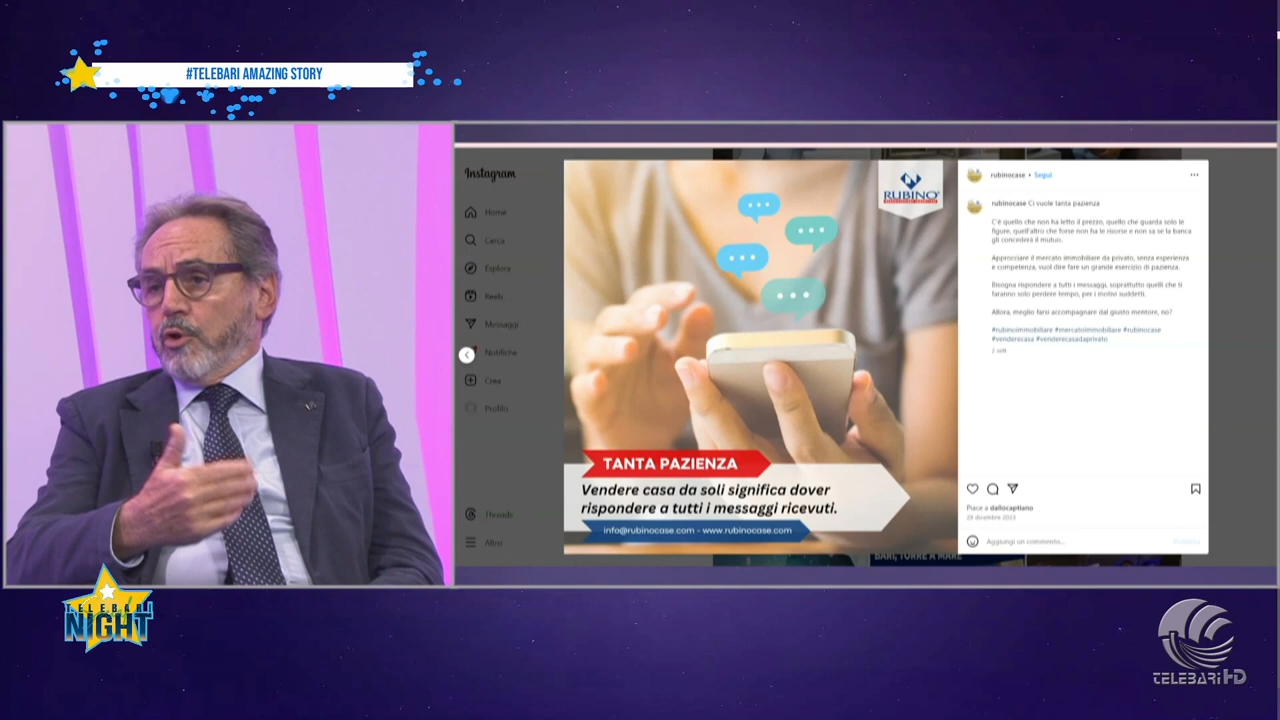 #TELEBARI AMAZING STORY
Instagram
Home
Cerca
Esplora
Reels
Messaggi
Notifiche
Crea
Profilo
Threads
Altro
RUBINO
TANTA PAZIENZA
Vendere casa da soli significa dover
rispondere a tutti i messaggi ricevuti.
info@rubinocase.com - www.rubinocase.com
rubinocase • Segui
rubinocase Ci vuole tanta pazienza
C'è quello che non ha letto il prezzo, quello che guarda solo le
figure, quell'altro che forse non ha le risorse e non sa se la banca
gli concederà il mutuo.
Approcciare il mercato immobiliare da privato, senza esperienza
e competenza, vuol dire fare un grande esercizio di pazienza.
Bisogna rispondere a tutti i messaggi, soprattutto quelli che ti
faranno solo perdere tempo, per i motivi suddetti.
Allora, meglio farsi accompagnare dal giusto mentore, no?
#rubinoimmobiliare #mercatoimmobiliare #rubinocase
#venderecasa #venderecasadaprivato
Piace a dallocaptiano
dicembre 2023
Aggiungi un commento...
Pubblica
BARI, TORRE A MARE
TELEBARI
NIGHT
TELEBARI HD